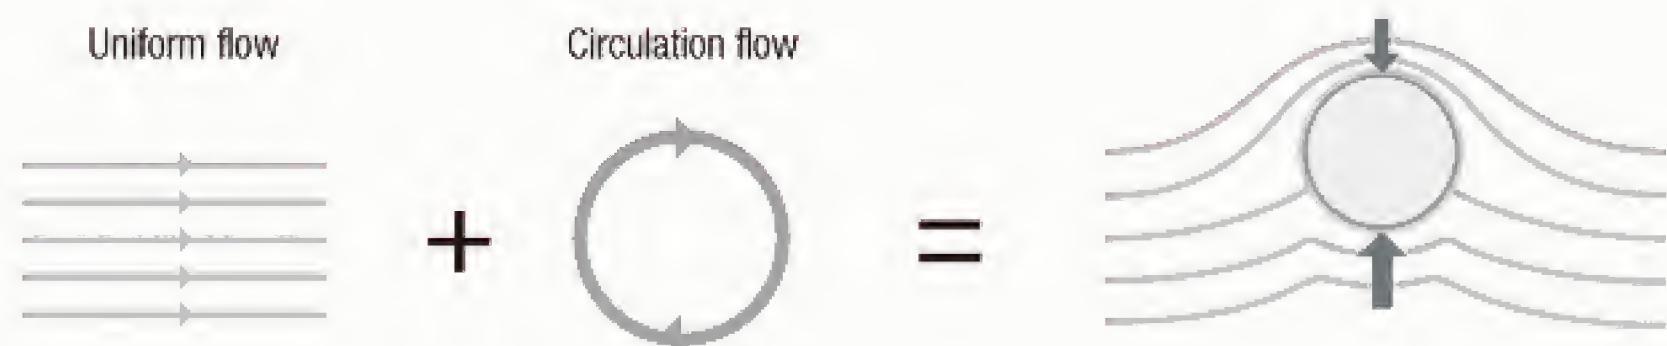 Uniform flow
Circulation flow
+
=